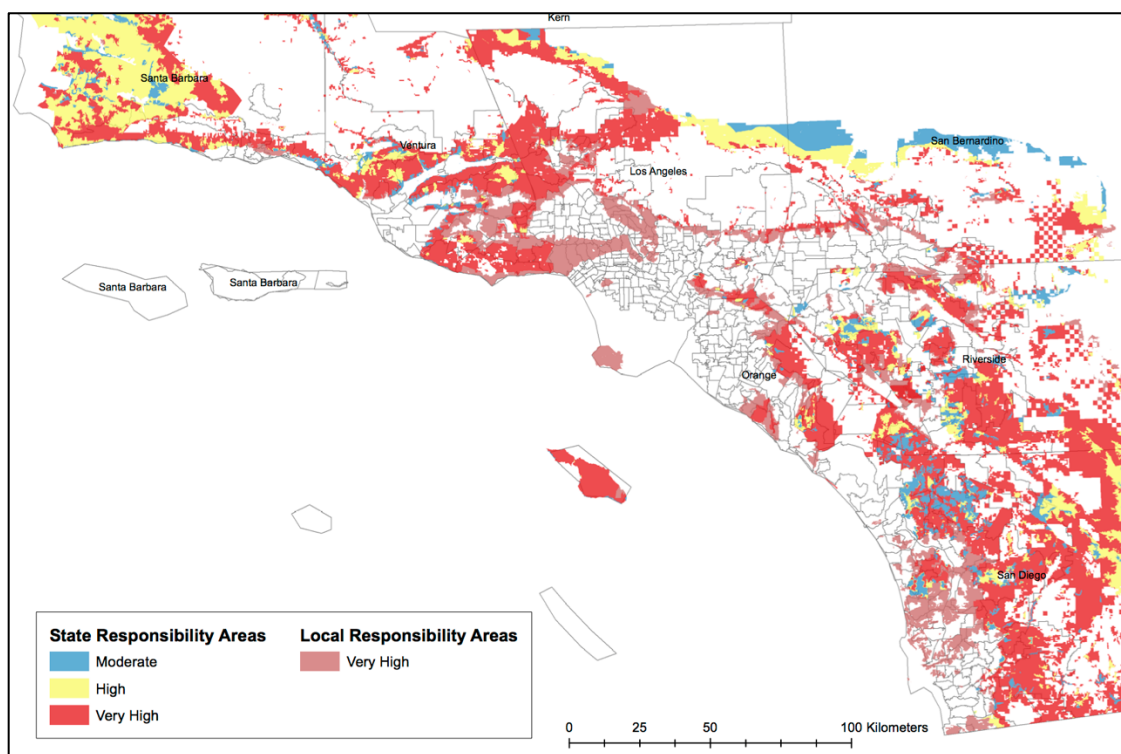 Kern
Santa Barbara
Ventura
San Bernardino
Los Angeles
Santa Barbara
Santa Barbara
Riverside
Orange
San Diego
State Responsibility Areas
Moderate
High
Very High
Local Responsibility Areas
Very High
0 25 50 100 Kilometers